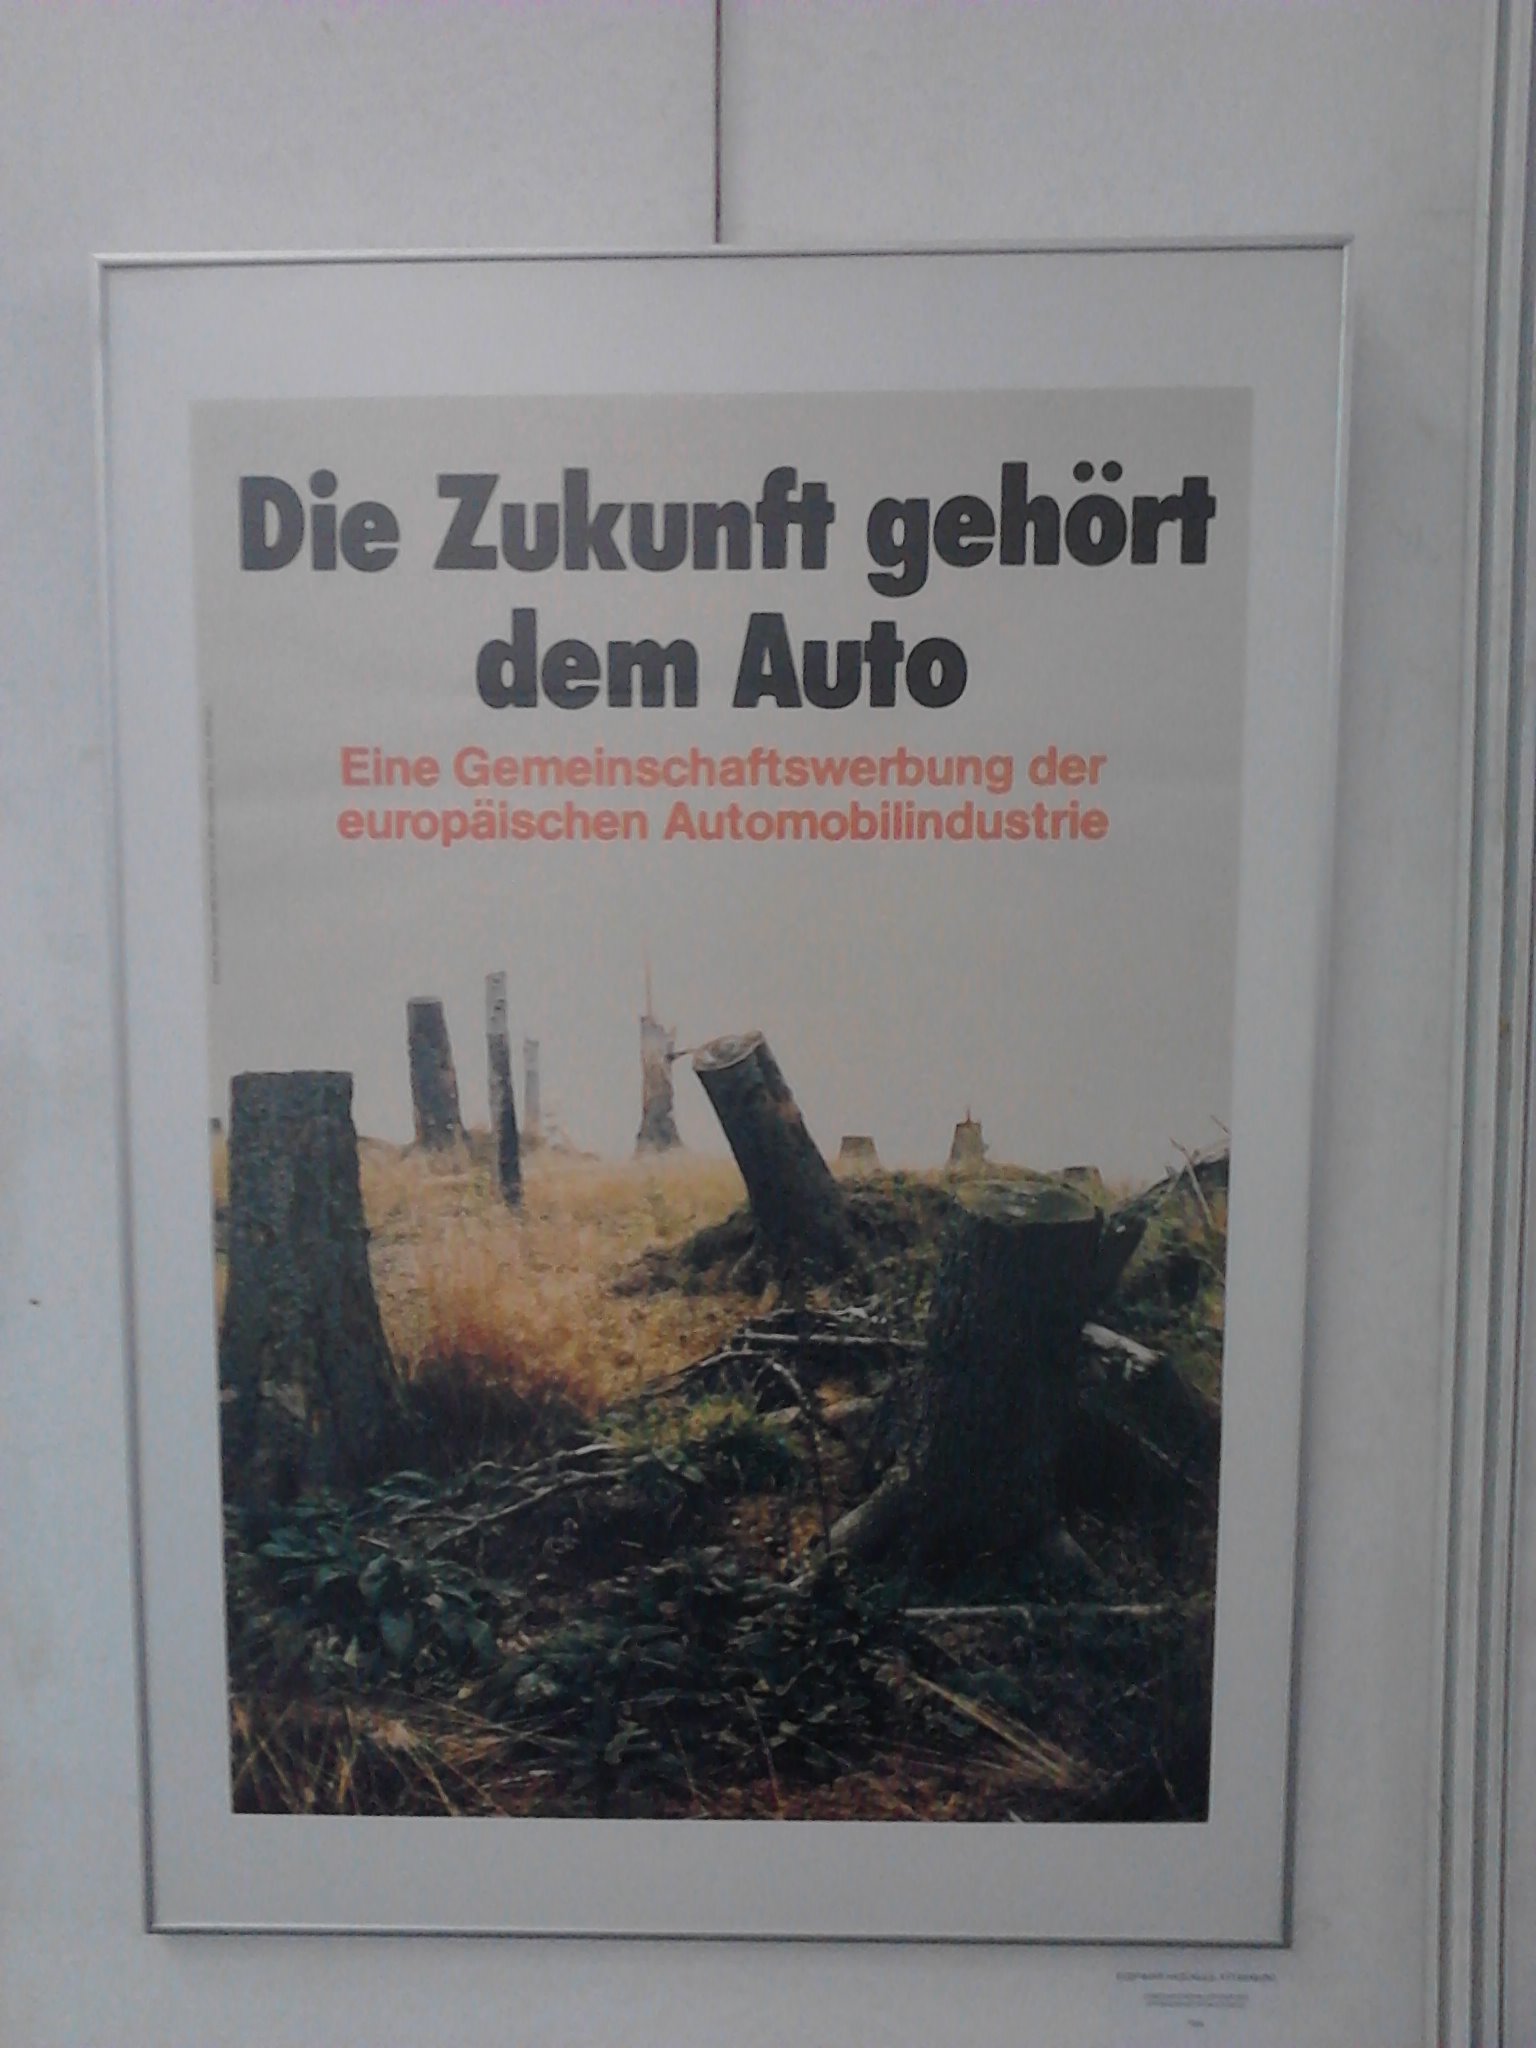 Die Zukunft gehört
dem Auto
Eine Gemeinschaftswerbung der
europäischen Automobilindustrie